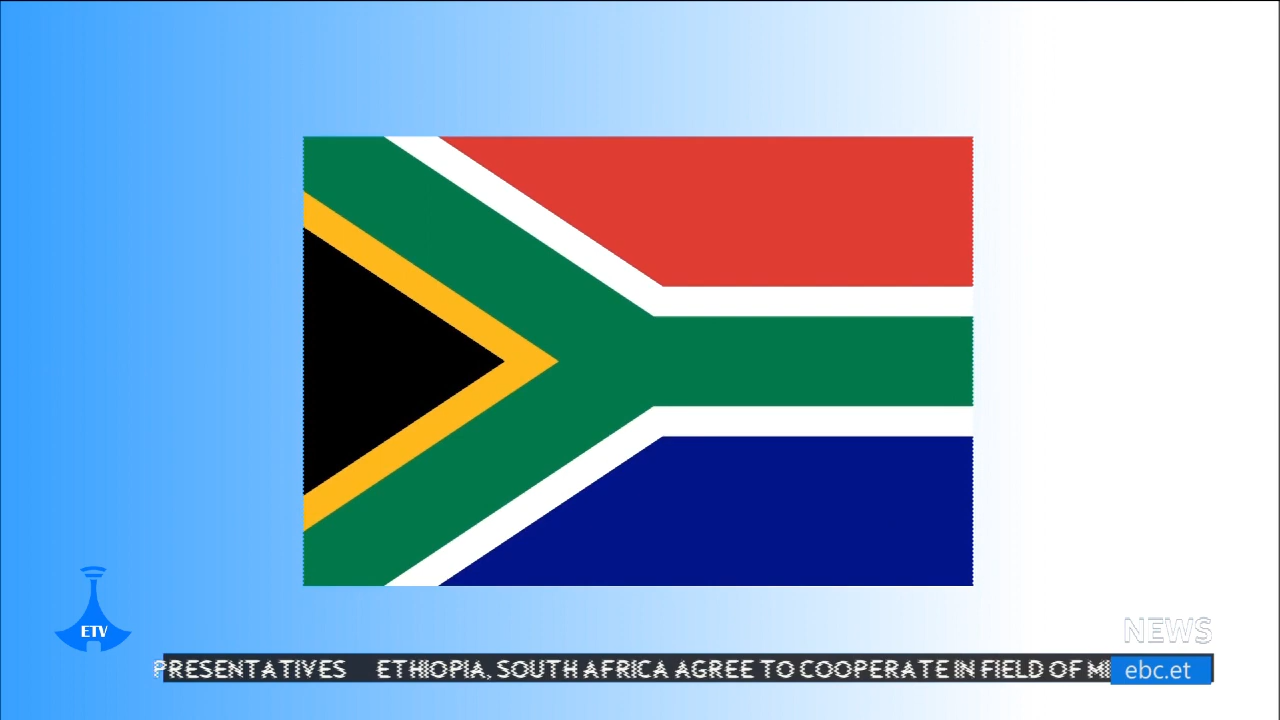 ETV
NEWS
PRESENTATIVES ETHIOPIA, SOUTH AFRICA AGREE TO COOPERATE IN FIELD OF
ebc.et